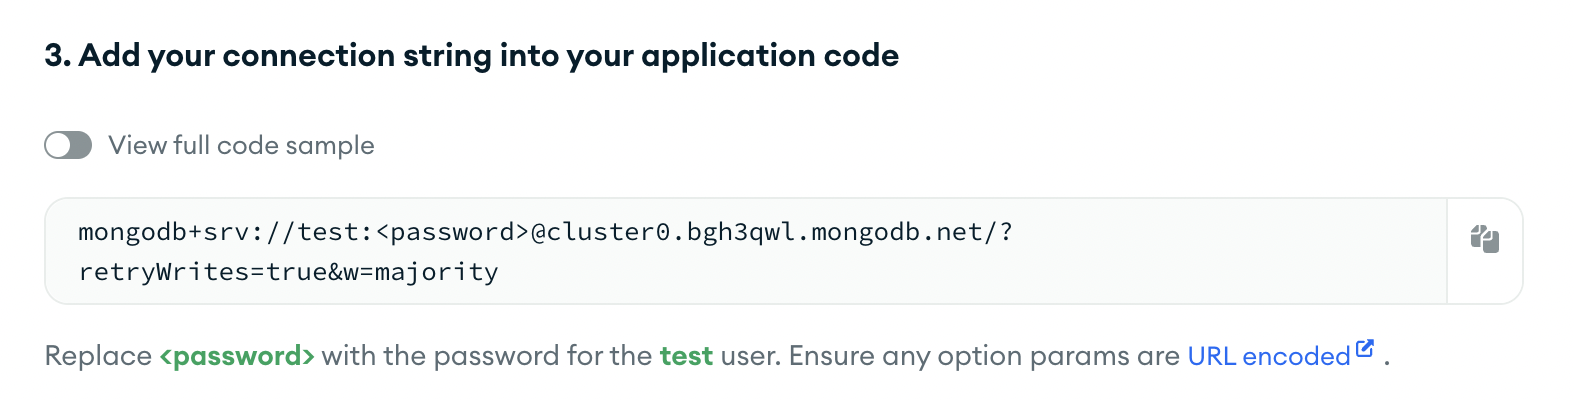 3. Add your connection string into your application code
View full code sample
mongodb+srv://test:<password>@cluster0.bgh3qwl.mongodb.net/?
retryWrites=true&w=majority
Replace <password> with the password for the test user. Ensure any option params are URL encoded .